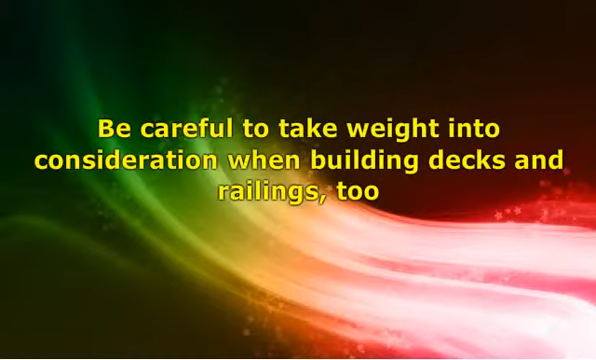 Be careful to take weight into
consideration when building decks and
railings, too